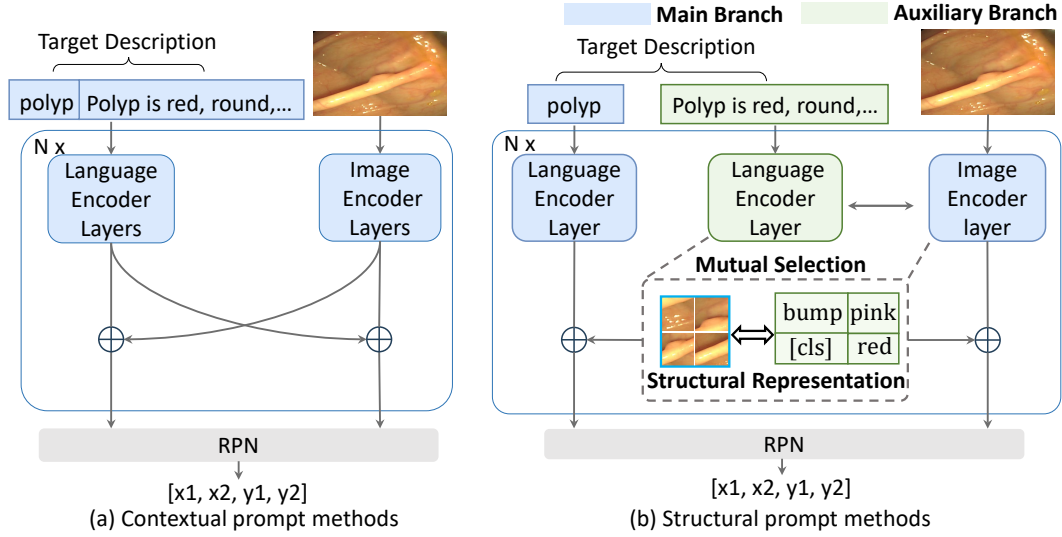 Target Description
polyp
Polyp is red, round,...
N x
Language
Encoder
Layers
Image
Encoder
Layers
RPN
[x1, x2, y1, y2]
(a) Contextual prompt methods
Main Branch
Auxiliary Branch
Target Description
polyp
Polyp is red, round,...
N x
Language
Encoder
Layer
Language
Encoder
Layer
Image
Encoder
layer
Mutual Selection
bump
pink
[cls]
red
Structural Representation
RPN
[x1, x2, y1, y2]
(b) Structural prompt methods